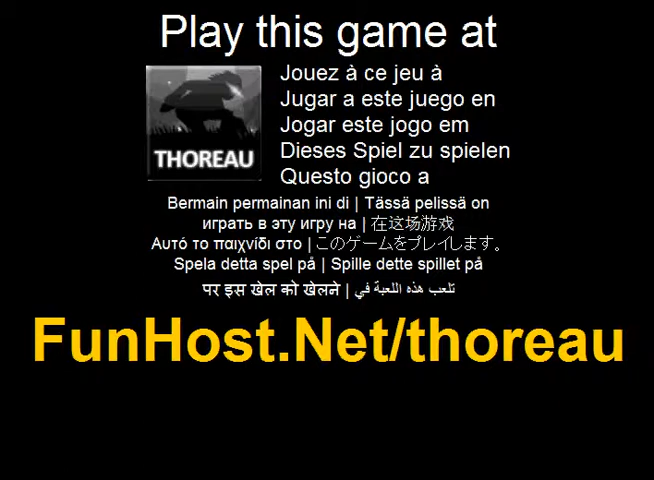 Play this game at
THOREAU
Jouez à ce jeu à
Jugar a este juego en
Jogar este jogo em
Dieses Spiel zu spielen
Questo gioco a
Bermain permainan ini di | Tässä pelissä on
играть в эту игру на | 在这场游戏
Αυτό το παιχνίδι στο | このゲームをプレイします。
Spela detta spel på | Spille dette spillet på
पर इस खेल को खेलने | تلعب هذه اللعبة في
FunHost.Net/thoreau